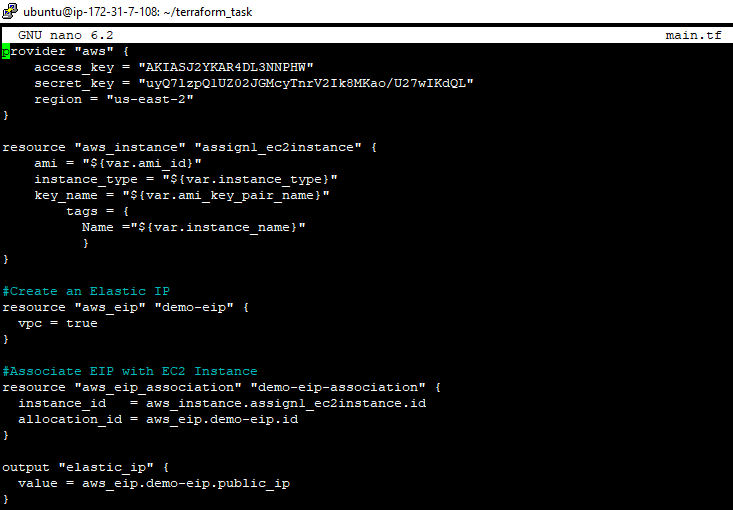 ubuntu@ip-172-31-7-108: ~/terraform_task
GNU nano 6.2 main.tf
provider "aws" {
access_key = "AKIASJ2YKAR4DL3NNPHW"
secret_key =
region = "us-east-2"
}
resource "aws_instance" "assign1_ec2instance" {
ami = "${var.ami_id}"
instance_type = "${var.instance_type}"
key_name = "${var.ami_key_pair_name}"
tags = {
Name ="${var.instance_name}"
}
}
#Create an Elastic IP
resource "aws_eip" "demo-eip" {
vpc = true
}
#Associate EIP with EC2 Instance
resource "aws_eip_association" "demo-eip-association" {
instance_id = aws_instance.assign1_ec2instance.id
allocation_id = aws_eip.demo-eip.id
}
output "elastic_ip" {
value = aws_eip.demo-eip.public_ip
}